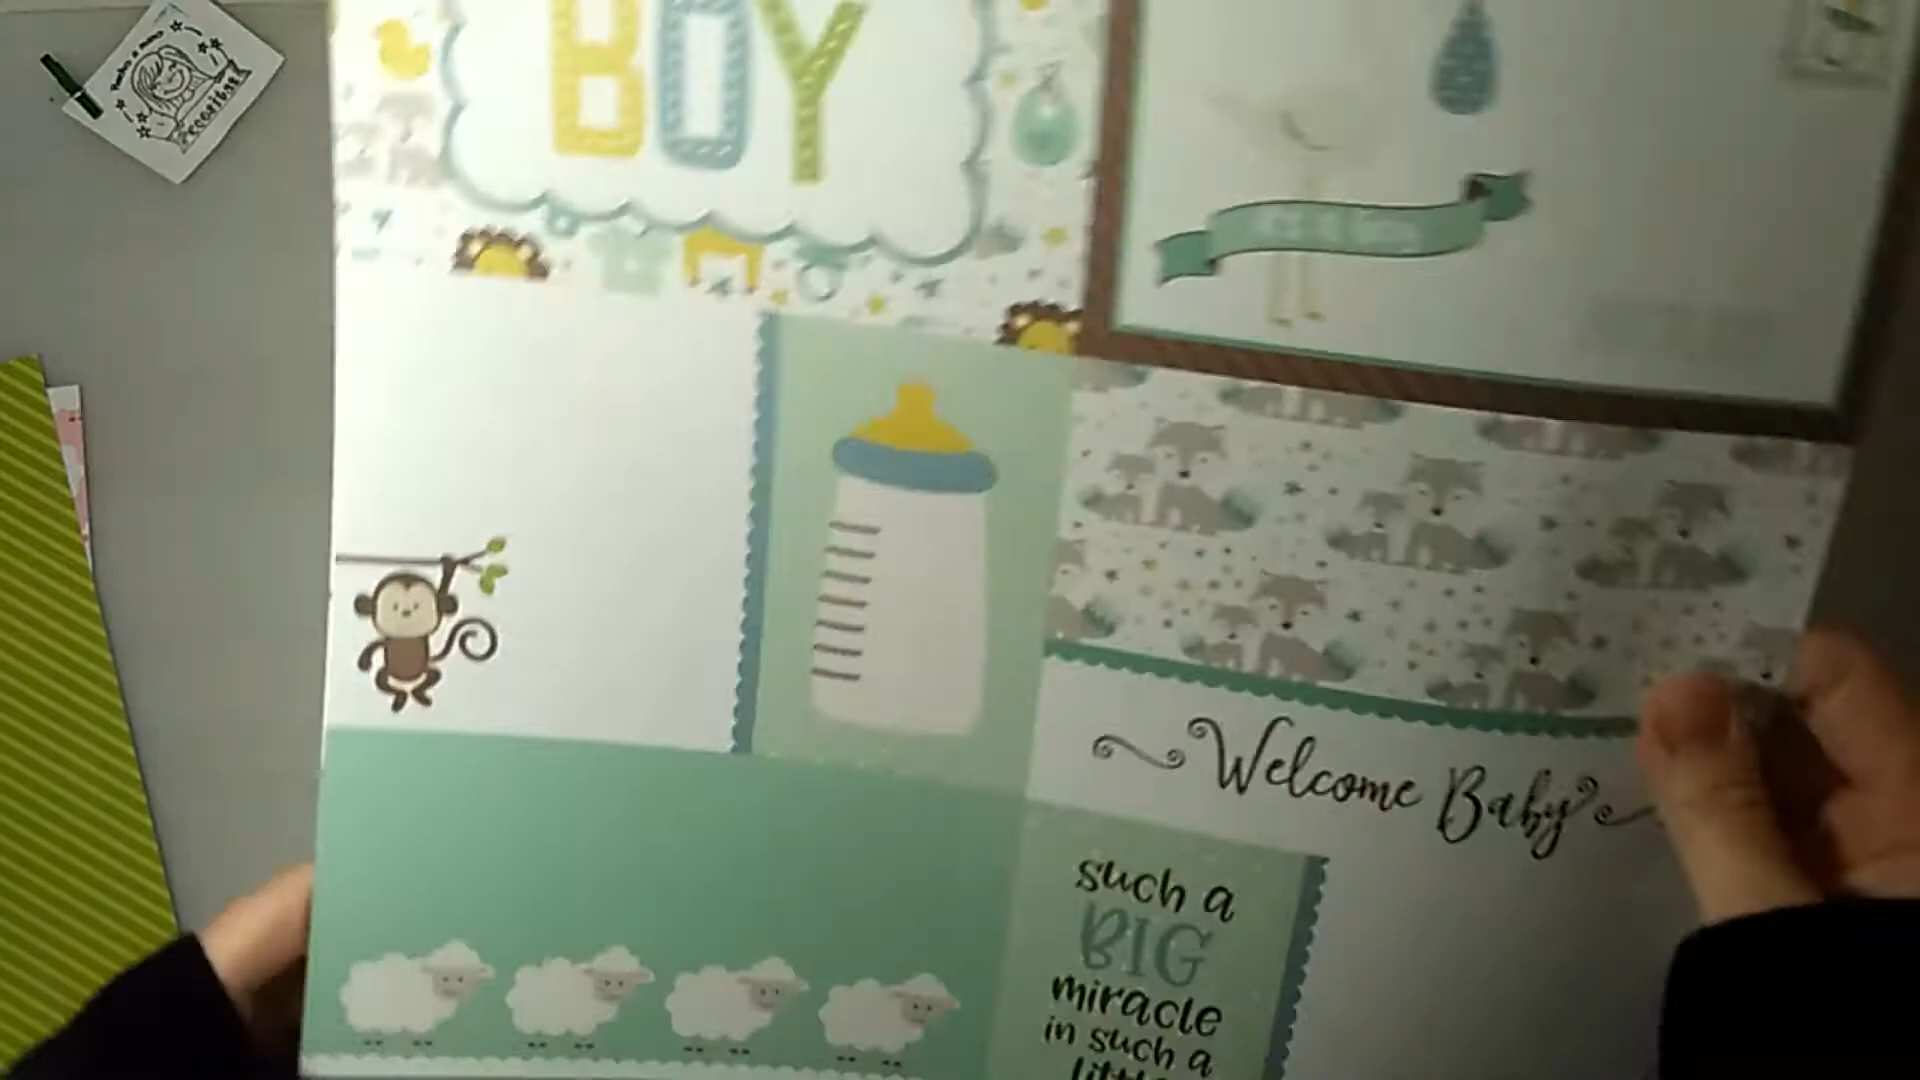 BOY
Welcome Baby
such a
BIG
miracle
in such a